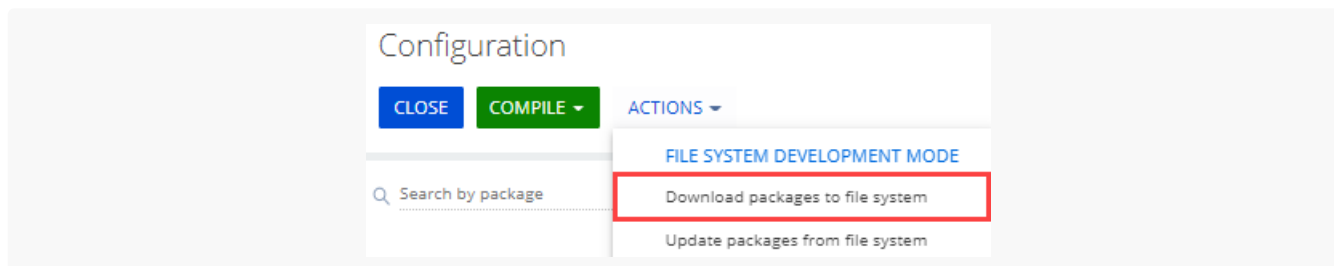 Configuration
CLOSE COMPILE ACTIONS
FILE SYSTEM DEVELOPMENT MODE
Search by package
Download packages to file system
Update packages from file system